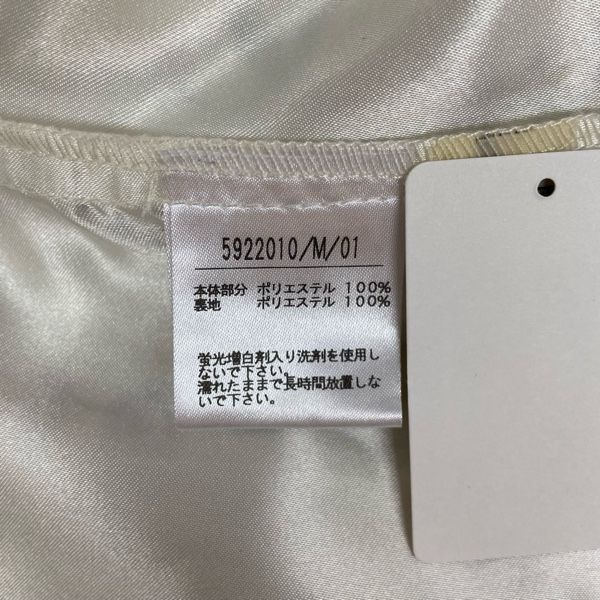 5922010/M/01
本体部分 ポリエステル 100%
裏地 ポリエステル 100%
蛍光増白剤入り洗剤を使用し
ないで下さい。
濡れたままで長時間放置しな
いで下さい。